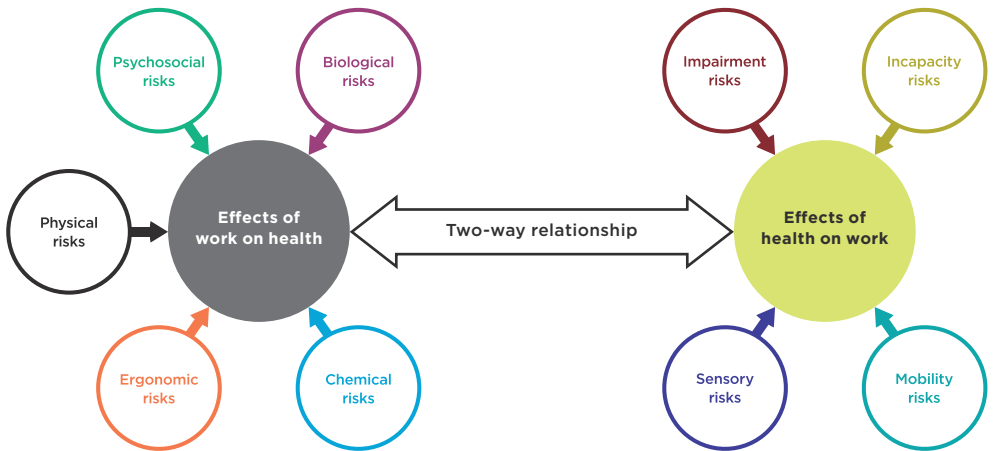 Psychosocial
risks
Biological
risks
Impairment
risks
Incapacity
risks
Physical
risks
Effects of
work on health
Two-way relationship
Effects of
health on work
Ergonomic
risks
Chemical
risks
Sensory
risks
Mobility
risks